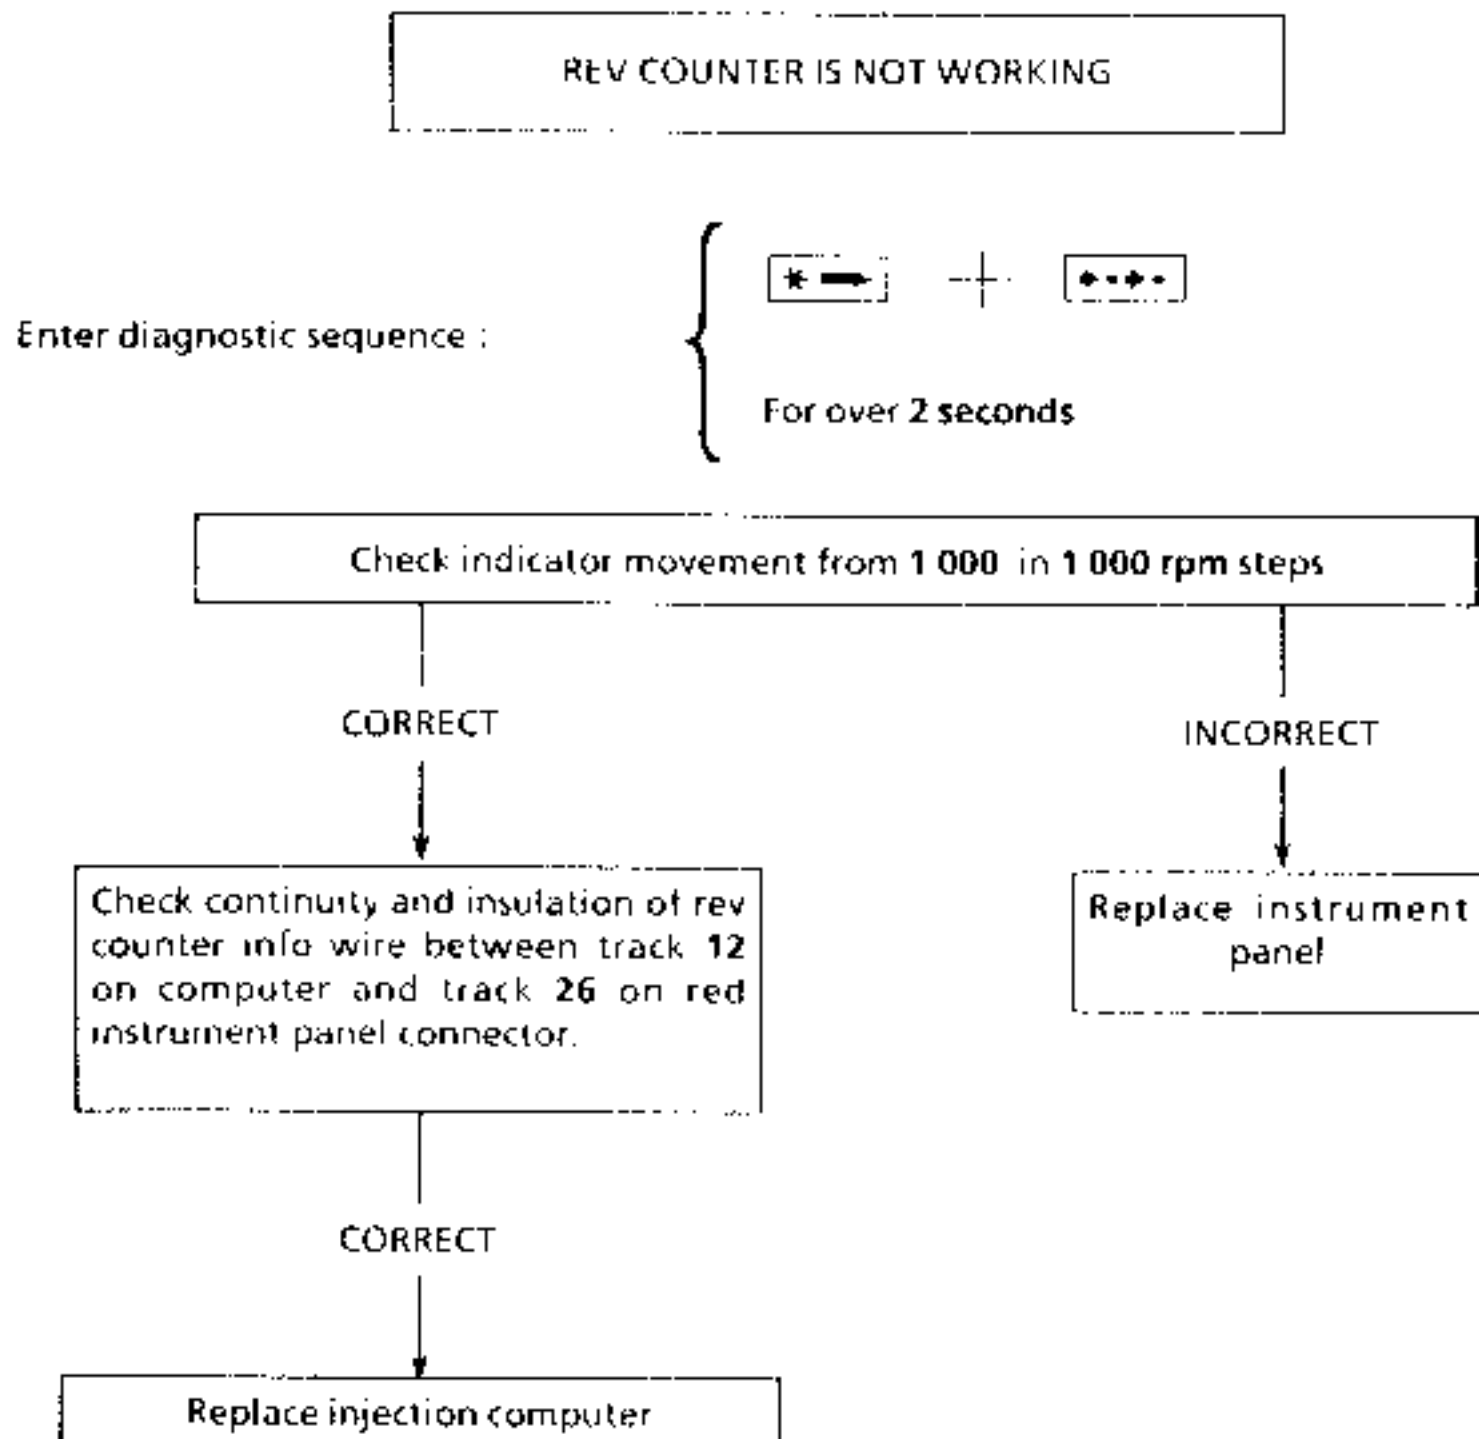 REV COUNTER IS NOT WORKING
Enter diagnostic sequence :
For over 2 seconds
Check indicator movement from 1 000 in 1 000 rpm steps
CORRECT
INCORRECT
Check continuity and insulation of rev
counter info wire between track 12
on computer and track 26 on red
instrument panel connector.
Replace instrument
panel
CORRECT
Replace injection computer